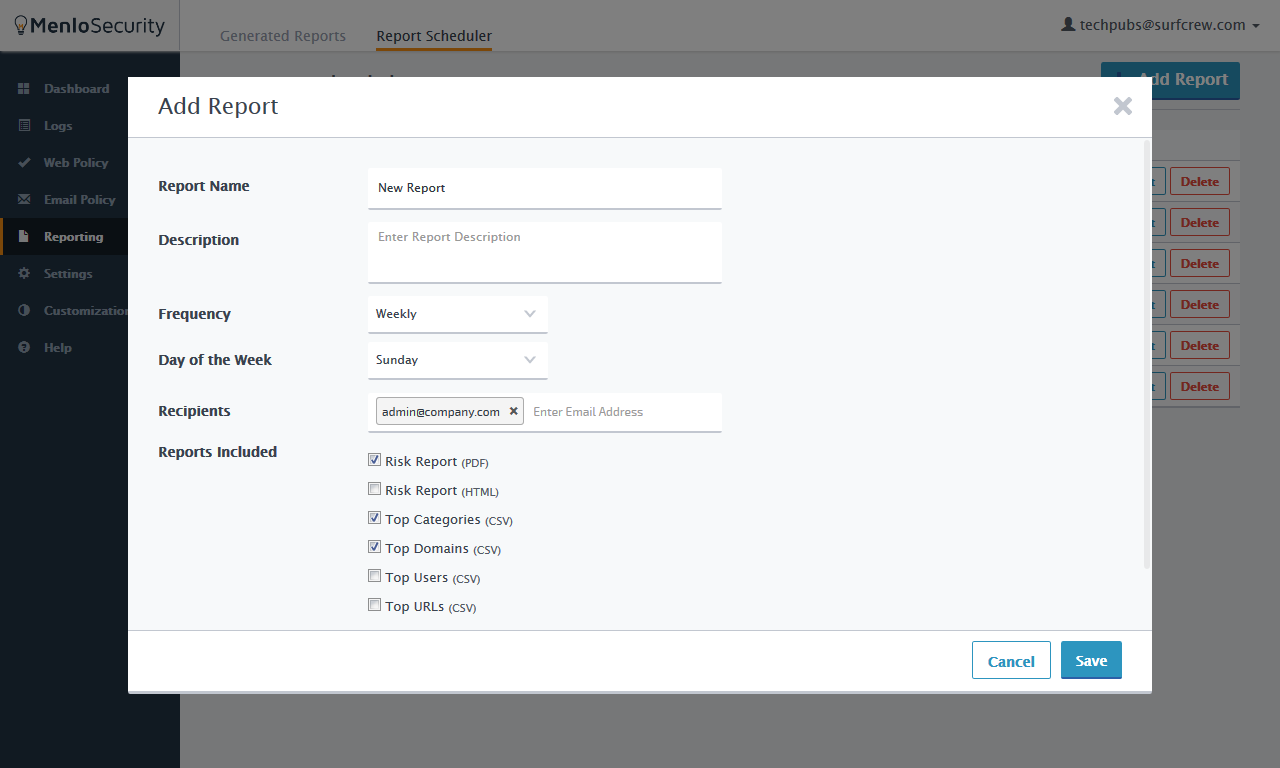 MenloSecurity
Generated Reports
Report Scheduler
techpubs@surfcrew.com
Dashboard
Logs
Web Policy
Email Policy
Reporting
Settings
Customization
Help
Add Report
Add Report
Report Name
New Report
Description
Enter Report Description
Frequency
Weekly
Day of the Week
Sunday
Recipients
admin@company.com
Enter Email Address
Reports Included
Risk Report (PDF)
Risk Report (HTML)
Top Categories (CSV)
Top Domains (CSV)
Top Users (CSV)
Top URLs (CSV)
Delete
Delete
Delete
Delete
Delete
Delete
Cancel
Save